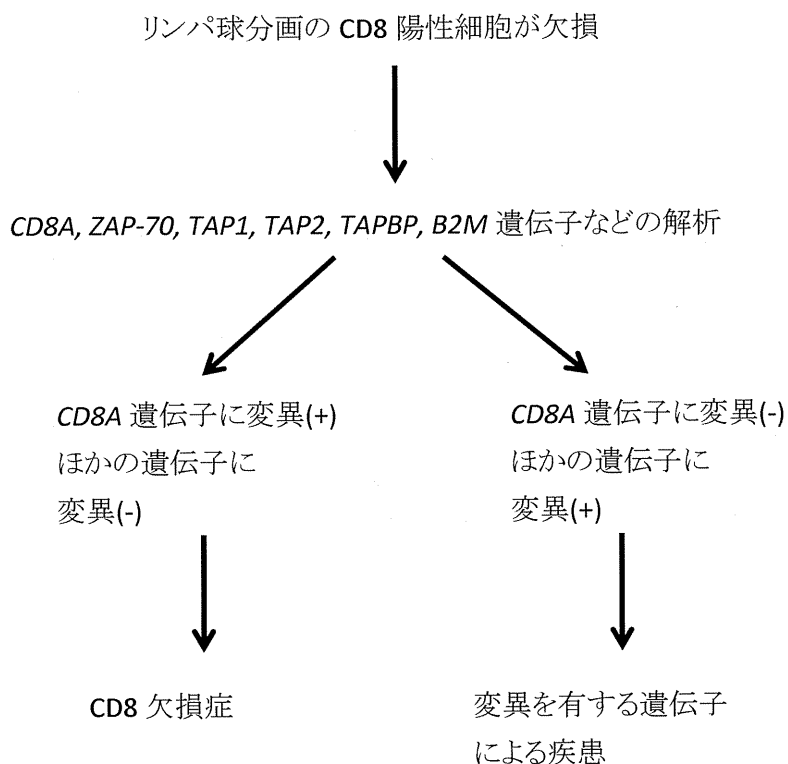 リンパ球分画の CD8 陽性細胞が欠損
CD8A, ZAP-70, TAP1, TAP2, TAPBP, B2M 遺伝子などの解析
CD8A 遺伝子に変異(+)
ほかの遺伝子に
変異(-)
CD8A 遺伝子に変異(-)
ほかの遺伝子に
変異(+)
CD8 欠損症
変異を有する遺伝子
による疾患